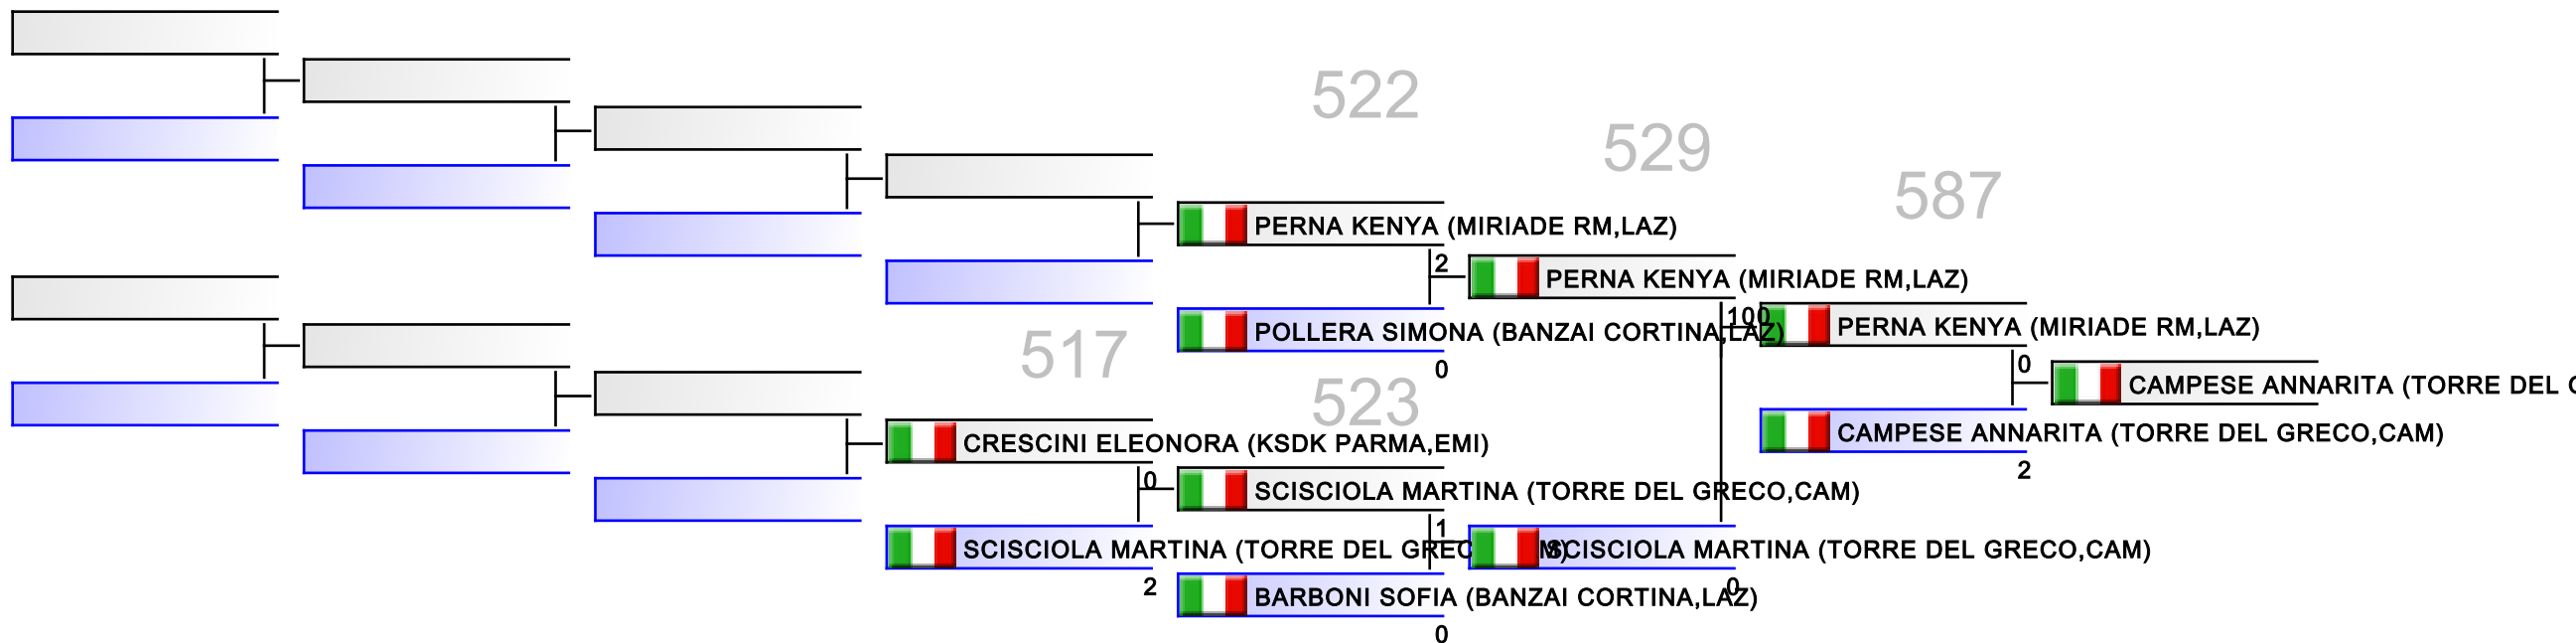 522
529
587
PERNA KENYA (MIRIADE RM,LAZ)
2
PERNA KENYA (MIRIADE RM,LAZ)
100
PERNA KENYA (MIRIADE RM,LAZ)
POLLERA SIMONA (BANZAI CORTINA,LAZ)
0
517
523
0
CAMPESE ANNARITA (TORRE DEL
CAMPESE ANNARITA (TORRE DEL GRECO,CAM)
2
CRESCINI ELEONORA (KSDK PARMA,EMI)
0
SCISCIOLA MARTINA (TORRE DEL GRECO,CAM)
1
SCISCIOLA MARTINA (TORRE DEL GREC M)
SCISCIOLA MARTINA (TORRE DEL GRECO,CAM)
2
0
BARBONI SOFIA (BANZAI CORTINA,LAZ)
0